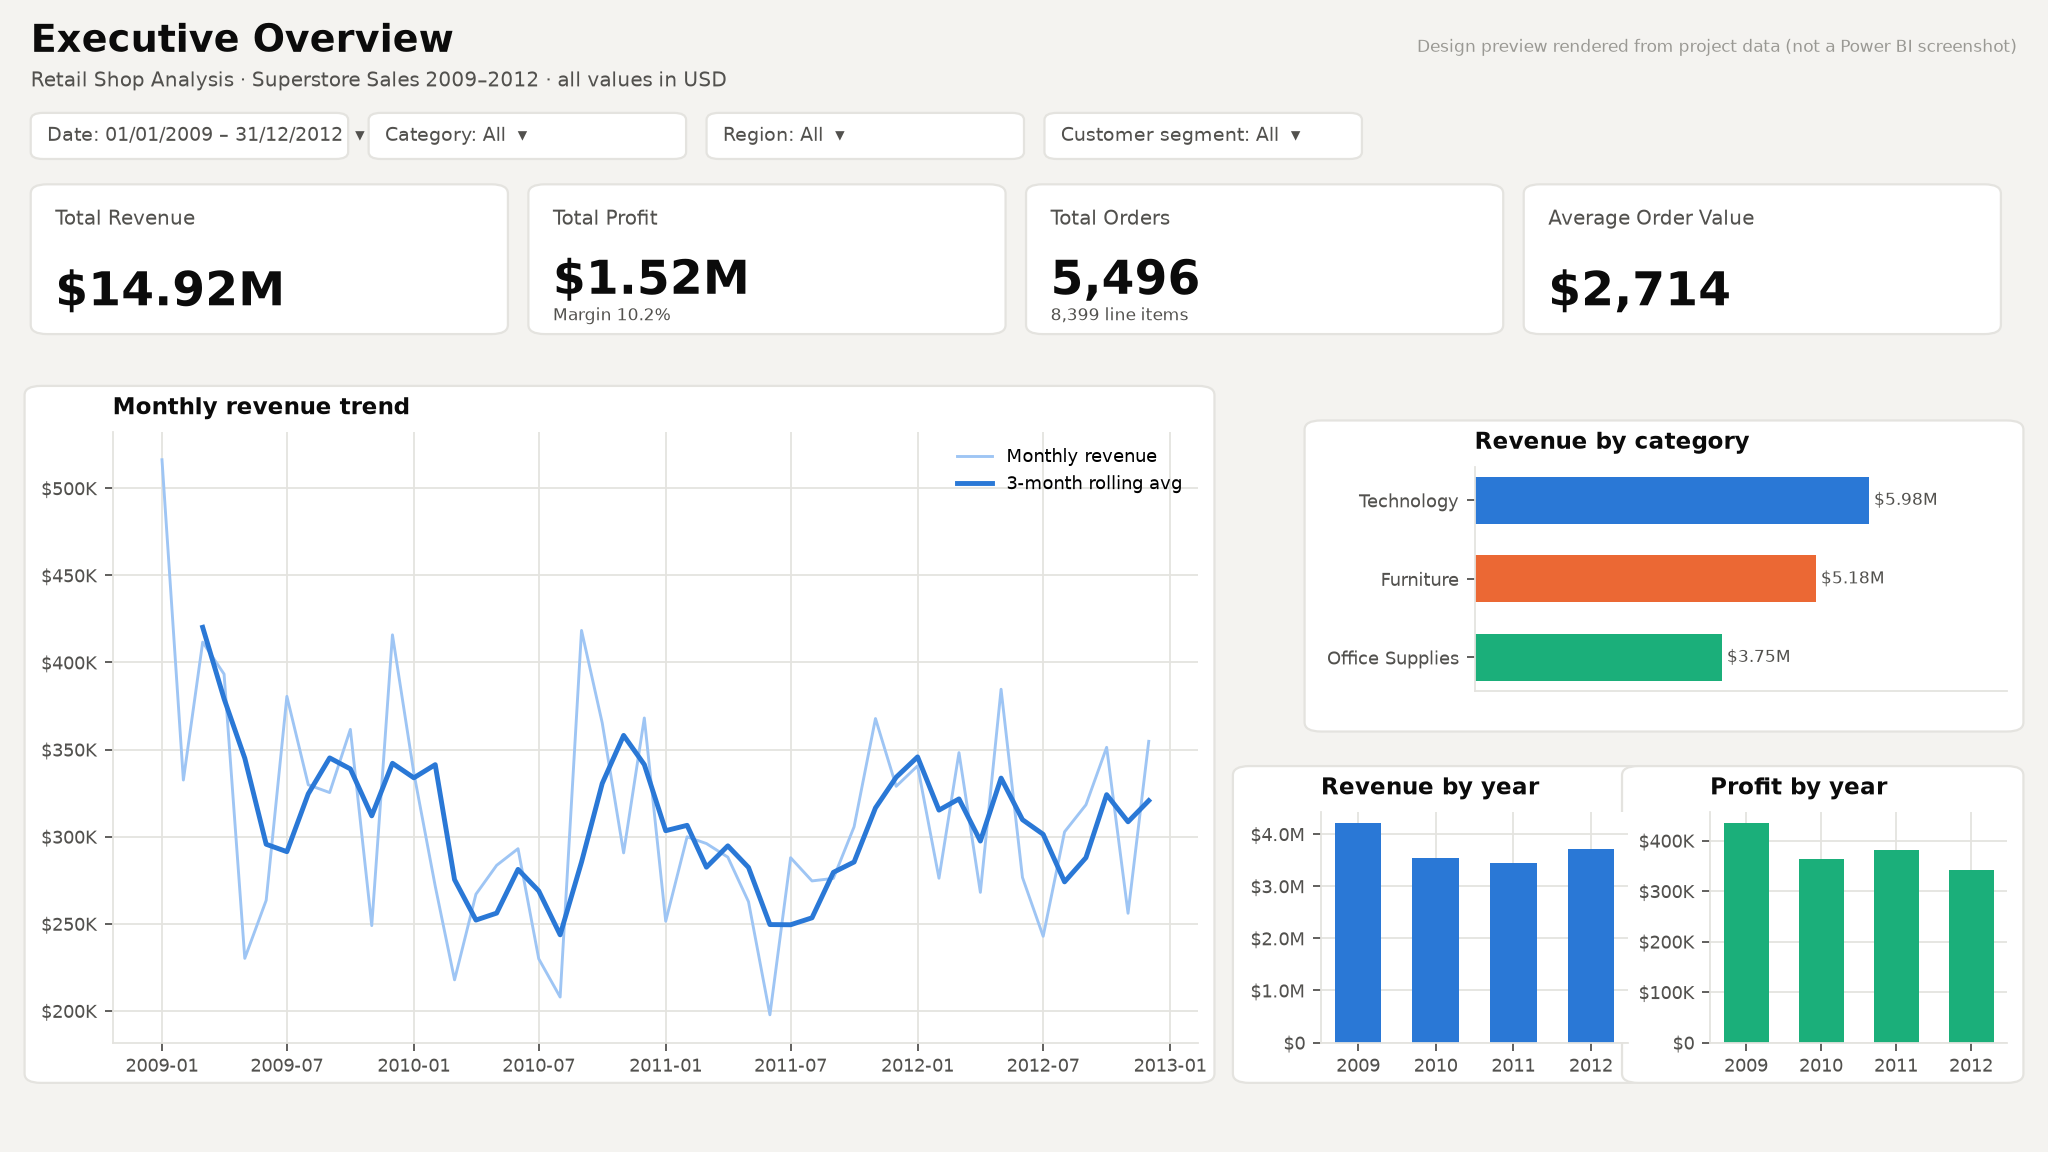 Executive Overview
Design preview rendered from project data (not a Power BI screenshot)
Retail Shop Analysis · Superstore Sales 2009–2012 · all values in USD
Date: 01/01/2009 – 31/12/2012 ▾
Category: All ▾
Region: All ▾
Customer segment: All ▾
Total Revenue
$14.92M
Total Profit
$1.52M
Margin 10.2%
Total Orders
5,496
8,399 line items
Average Order Value
$2,714
Monthly revenue trend
Monthly revenue
3-month rolling avg
$500K
$450K
$400K
$350K
$300K
$250K
$200K
2009-01
2009-07
2010-01
2010-07
2011-01
2011-07
2012-01
2012-07
2013-01
Revenue by category
Technology
$5.98M
Furniture
$5.18M
Office Supplies
$3.75M
Revenue by year
$4.0M
$3.0M
$2.0M
$1.0M
$0
2009
2010
2011
2012
Profit by year
$400K
$300K
$200K
$100K
$0
2009
2010
2011
2012